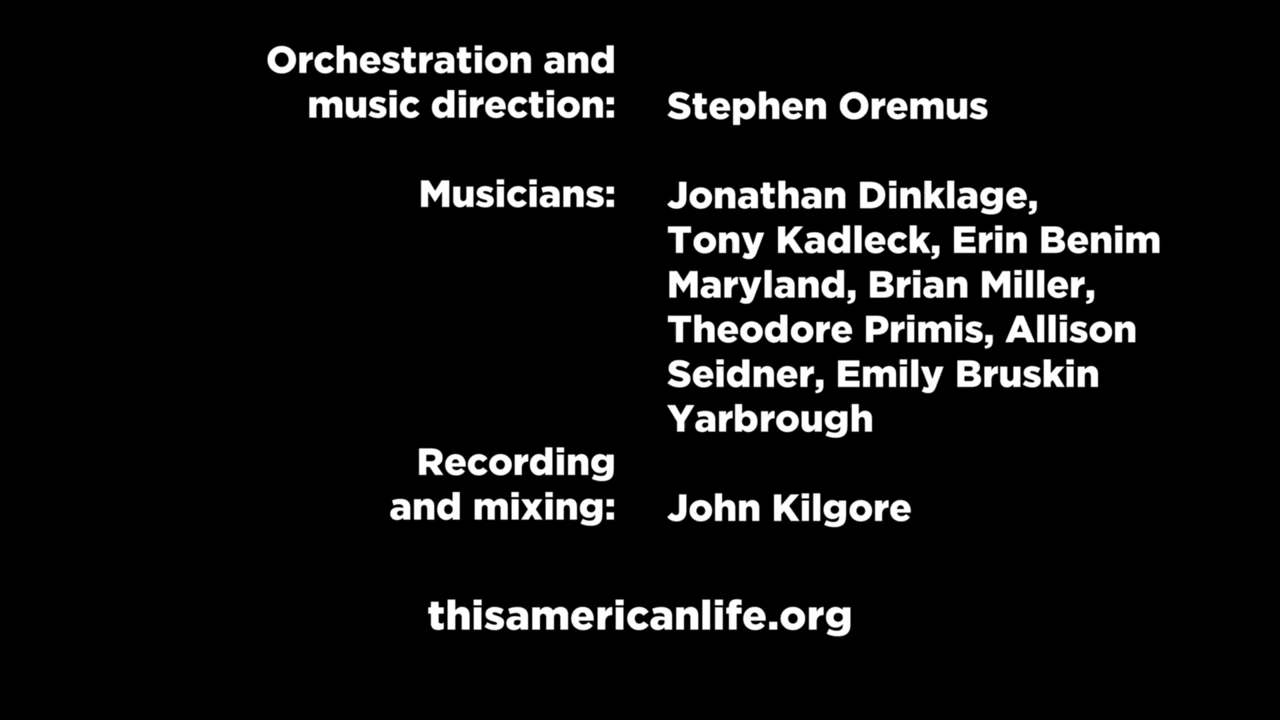 Orchestration and
music direction: Stephen Oremus
Musicians: Jonathan Dinklage,
Tony Kadleck, Erin Benim
Maryland, Brian Miller,
Theodore Primis, Allison
Seidner, Emily Bruskin
Yarbrough
Recording
and mixing: John Kilgore
thisamericanlife.org